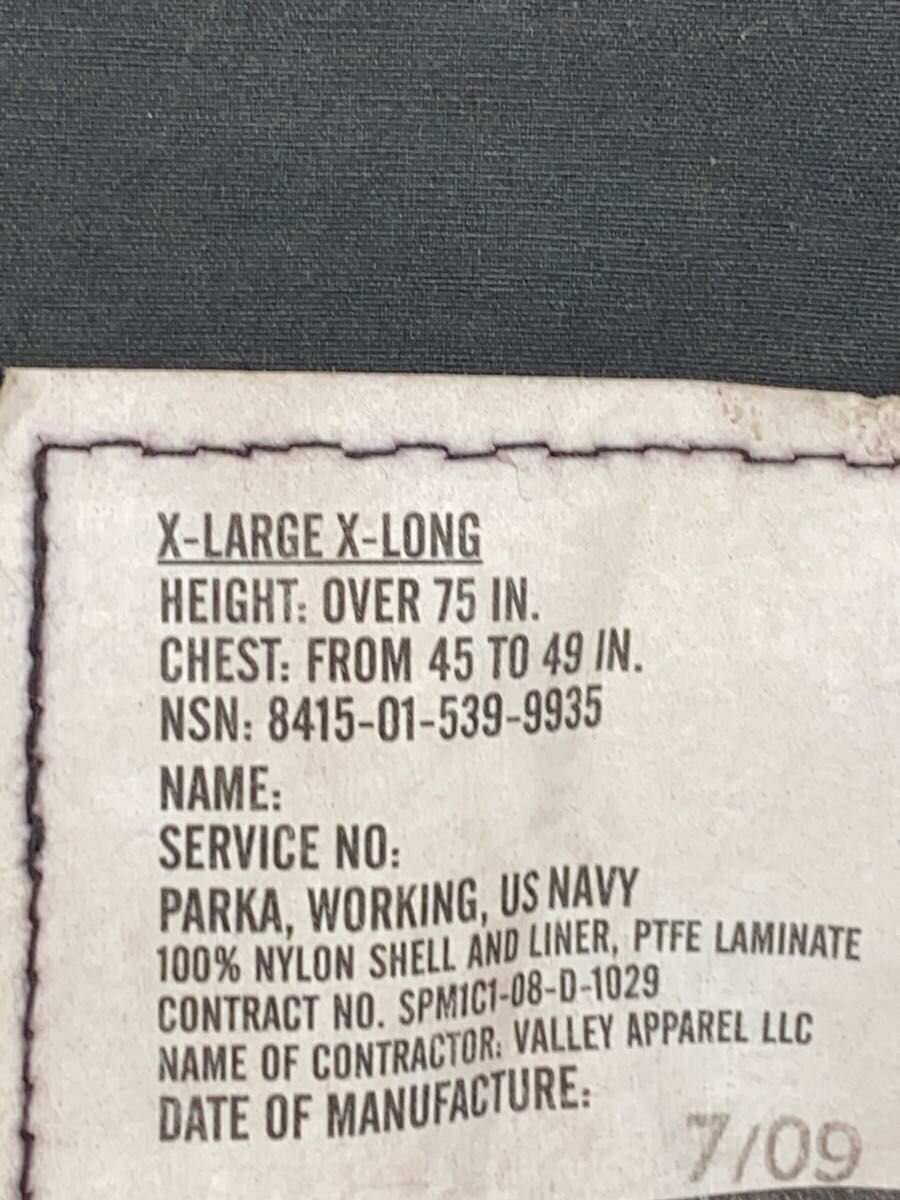 X-LARGE X-LONG
HEIGHT: OVER 75 IN.
CHEST: FROM 45 TO 49 IN.
NSN: 8415-01-539-9935
NAME:
SERVICE NO:
PARKA, WORKING, US NAVY
100% NYLON SHELL AND LINER, PTFE LAMINATE
CONTRACT NO. SPM1C1-08-D-1029
NAME OF CONTRACTOR: VALLEY APPAREL LLC
DATE OF MANUFACTURE:
7/09